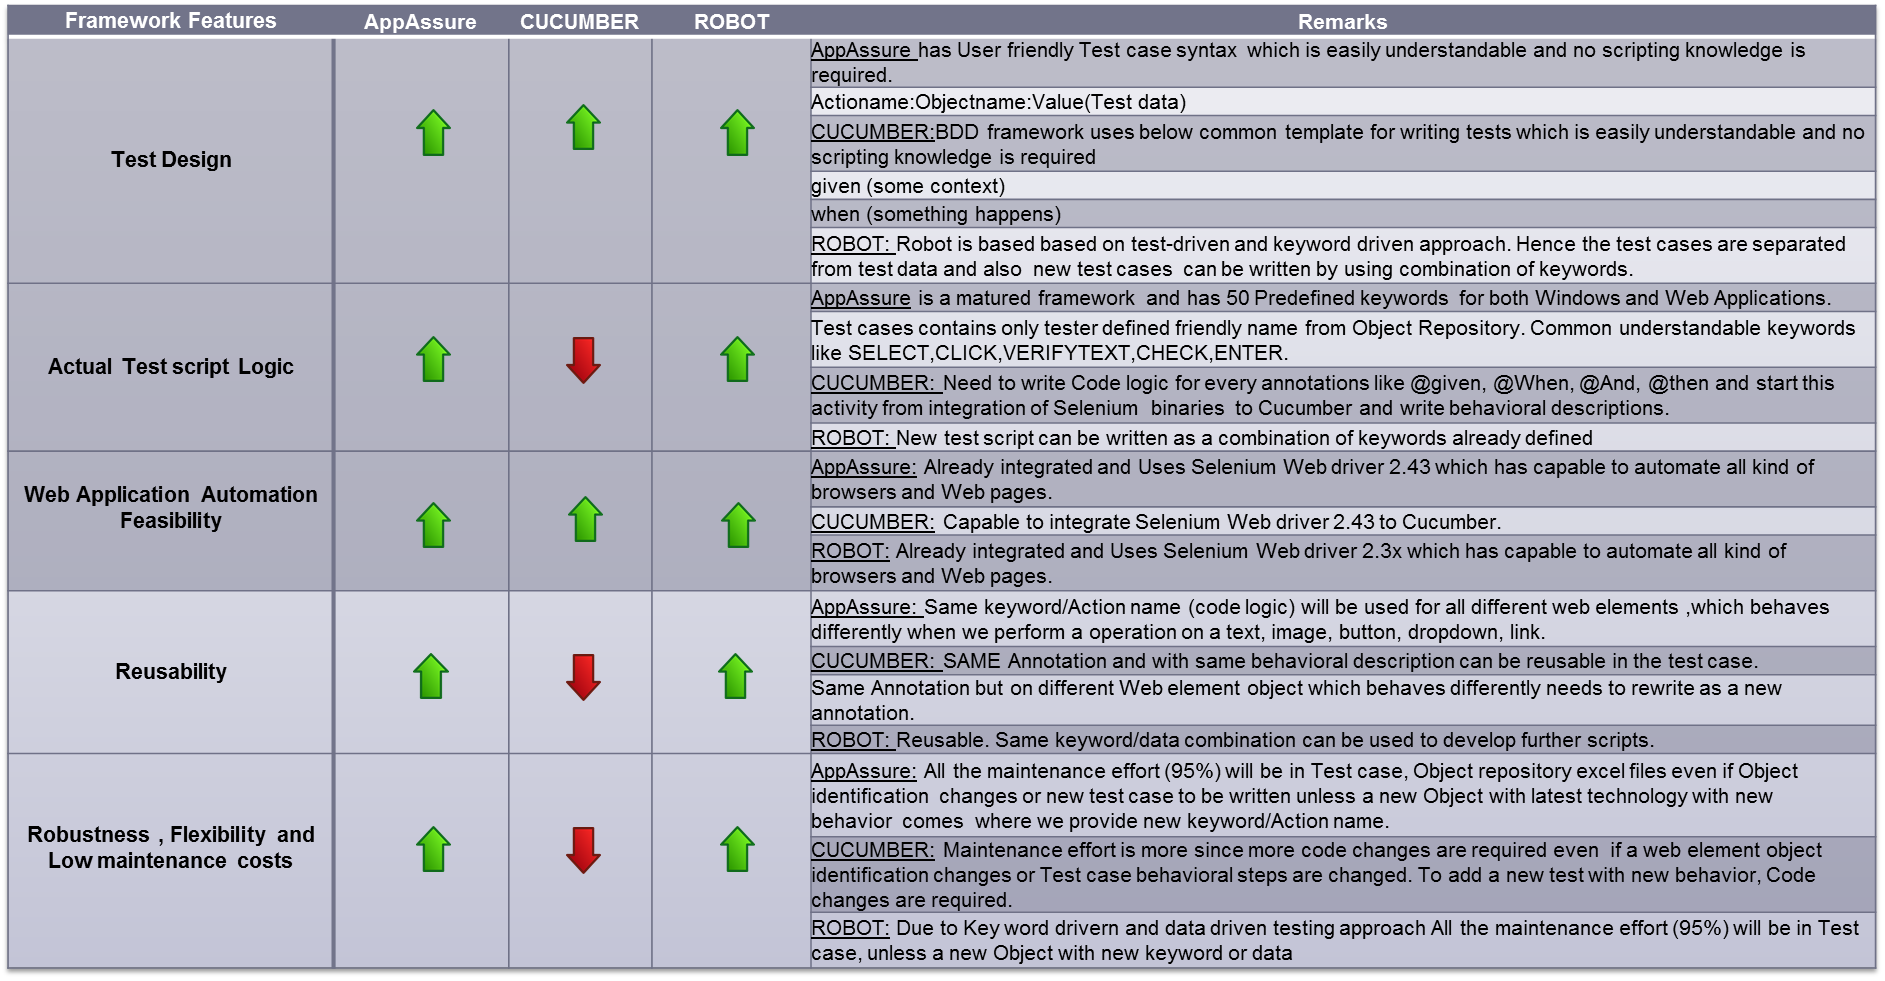 Framework Features AppAssure CUCUMBER ROBOT Remarks
Test Design
AppAssure has User friendly Test case syntax which is easily understandable and no scripting knowledge is
required.
Actioname:Objectname:Value(Test data)
CUCUMBER:BDD framework uses below common template for writing tests which is easily understandable and no
scripting knowledge is required
given (some context)
when (something happens)
ROBOT: Robot is based based on test-driven and keyword driven approach. Hence the test cases are separated
from test data and also new test cases can be written by using combination of keywords.
Actual Test script Logic
AppAssure is a matured framework and has 50 Predefined keywords for both Windows and Web Applications.
Test cases contains only tester defined friendly name from Object Repository. Common understandable keywords
like SELECT,CLICK,VERIFYTEXT,CHECK,ENTER.
CUCUMBER: Need to write Code logic for every annotations like @given, @When, @And, @then and start this
activity from integration of Selenium binaries to Cucumber and write behavioral descriptions.
ROBOT: New test script can be written as a combination of keywords already defined
Web Application Automation
Feasibility
AppAssure: Already integrated and Uses Selenium Web driver 2.43 which has capable to automate all kind of
browsers and Web pages.
CUCUMBER: Capable to integrate Selenium Web driver 2.43 to Cucumber.
ROBOT: Already integrated and Uses Selenium Web driver 2.3x which has capable to automate all kind of
browsers and Web pages.
Reusability
AppAssure: Same keyword/Action name (code logic) will be used for all different web elements ,which behaves
differently when we perform a operation on a text, image, button, dropdown, link.
CUCUMBER: SAME Annotation and with same behavioral description can be reusable in the test case.
Same Annotation but on different Web element object which behaves differently needs to rewrite as a new
annotation.
ROBOT: Reusable. Same keyword/data combination can be used to develop further scripts.
Robustness , Flexibility and
Low maintenance costs
AppAssure: All the maintenance effort (95%) will be in Test case, Object repository excel files even if Object
identification changes or new test case to be written unless a new Object with latest technology with new
behavior comes where we provide new keyword/Action name.
CUCUMBER: Maintenance effort is more since more code changes are required even if a web element object
identification changes or Test case behavioral steps are changed. To add a new test with new behavior, Code
changes are required.
ROBOT: Due to Key word drivern and data driven testing approach All the maintenance effort (95%) will be in Test
case, unless a new Object with new keyword or data